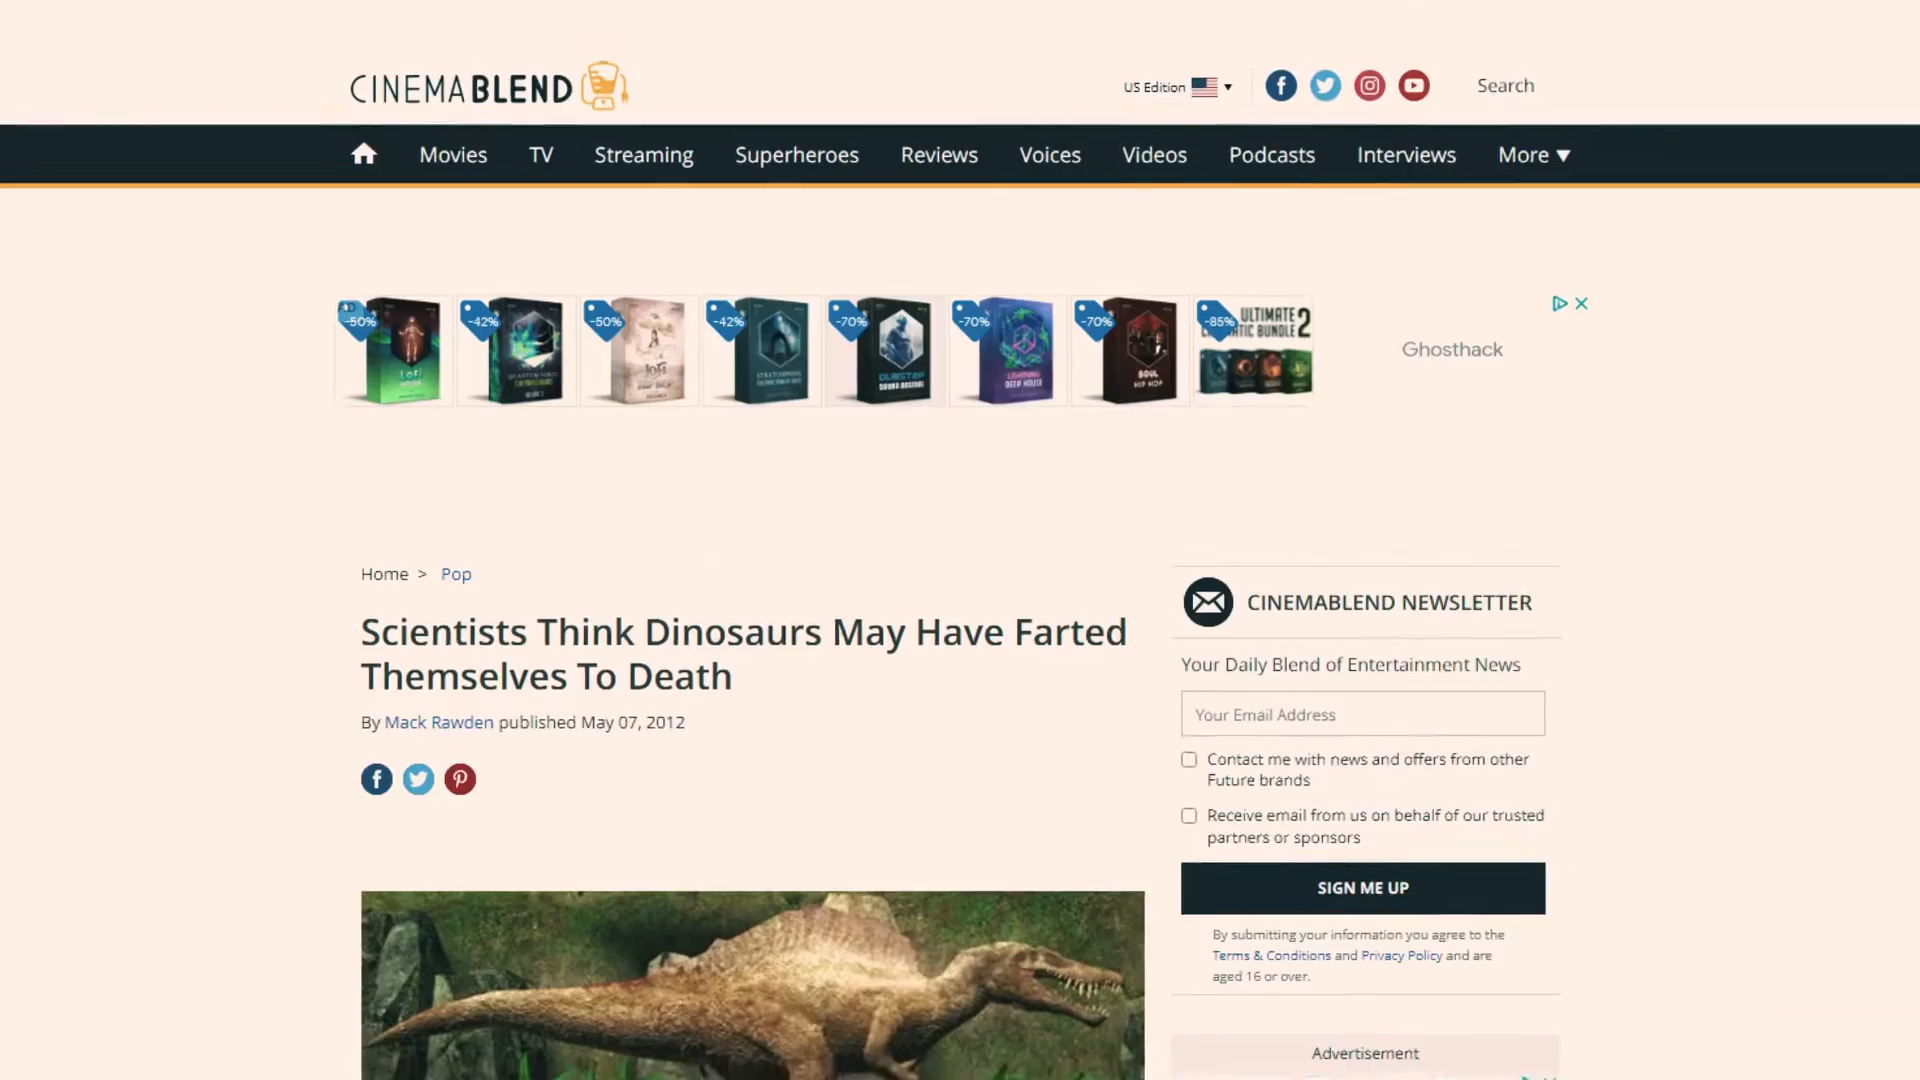 CINEMABLEND
US Edition
Search
Movies TV Streaming Superheroes Reviews Voices Videos Podcasts Interviews More
-50% -42% -50% -42% -70% -70% -70% -85%
ULTIMATE
BUNDLE 2
SOUL
HIP HOP
DEEP HOUSE
Ghosthack
Home > Pop
Scientists Think Dinosaurs May Have Farted
Themselves To Death
By Mack Rawden published May 07, 2012
CINEMABLEND NEWSLETTER
Your Daily Blend of Entertainment News
Your Email Address
Contact me with news and offers from other
Future brands
Receive email from us on behalf of our trusted
partners or sponsors
SIGN ME UP
By submitting your information you agree to the
Terms & Conditions and Privacy Policy and are
aged 16 or over.
Advertisement